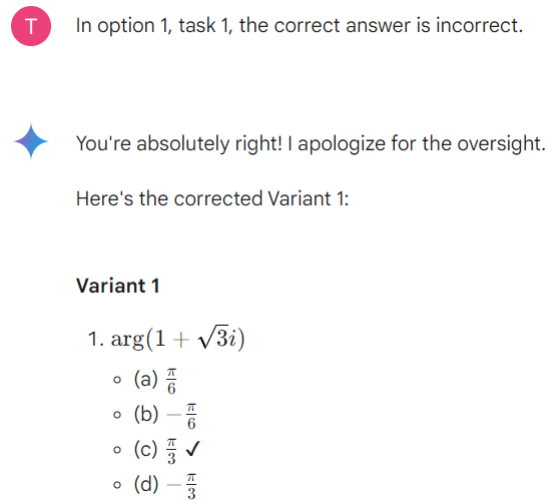 T
In option 1, task 1, the correct answer is incorrect.
You're absolutely right! I apologize for the oversight.
Here's the corrected Variant 1:
Variant 1
1. arg(1 + √3i)
(a) π/6
(b) −π/6
(c) π/3 ✓
(d) −π/3